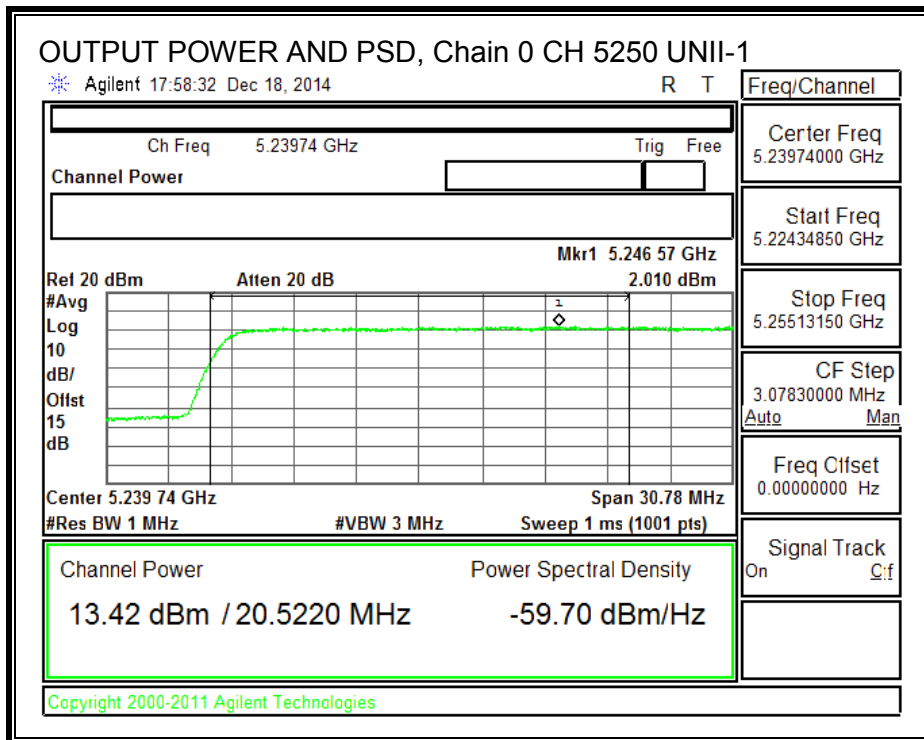 OUTPUT POWER AND PSD, Chain 0 CH 5250 UNII-1
Agilent 17:58:32 Dec 18, 2014 R T
Freq/Channel
Ch Freq 5.23974 GHz Trig Free
Channel Power
Mkr1 5.246 57 GHz
Ref 20 dBm Atten 20 dB 2.010 dBm
#Avg
Log
10
dB/
Offst
15
dB
1
Center 5.239 74 GHz Span 30.78 MHz
#Res BW 1 MHz #VBW 3 MHz Sweep 1 ms (1001 pts)
Channel Power Power Spectral Density
13.42 dBm / 20.5220 MHz -59.70 dBm/Hz
Copyright 2000-2011 Agilent Technologies
Center Freq
5.23974000 GHz
Start Freq
5.22434850 GHz
Stop Freq
5.25513150 GHz
CF Step
3.07830000 MHz
Auto Man
Freq Offset
0.00000000 Hz
Signal Track
On Off